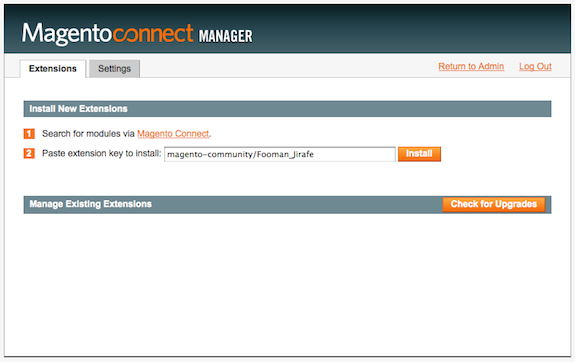 Magentoconnect MANAGER
Extensions Settings Return to Admin Log Out
Install New Extensions
1 Search for modules via Magento Connect.
2 Paste extension key to install: magento-community/Fooman_Jirafe Install
Manage Existing Extensions Check for Upgrades